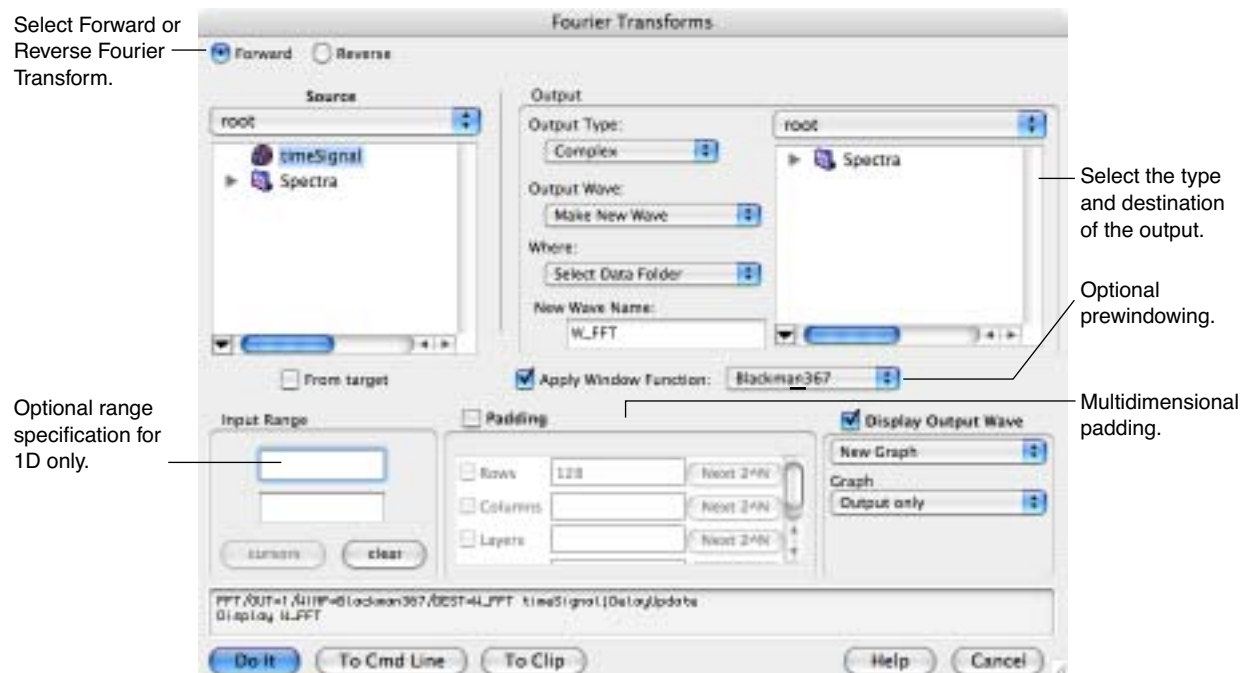 Select Forward or
Reverse Fourier
Transform.
Fourier Transforms
Forward
Reverse
Source
root
timeSignal
Spectra
From target
Output
Output Type:
Complex
Output Wave:
Make New Wave
Where:
Select Data Folder
New Wave Name:
W_FFT
root
Spectra
Select the type
and destination
of the output.
Optional
prewindowing.
Apply Window Function:
Blackman367
Optional range
specification for
1D only.
Input Range
cursors
clear
Padding
Rows
128
Next 2^N
Columns
Next 2^N
Layers
Next 2^N
Multidimensional
padding.
Display Output Wave
New Graph
Graph
Output only
FFT/OUT=1/WINF=Blackman367/DEST=W_FFT timeSignal;DelayUpdate
Display W_FFT
Do It
To Cmd Line
To Clip
Help
Cancel